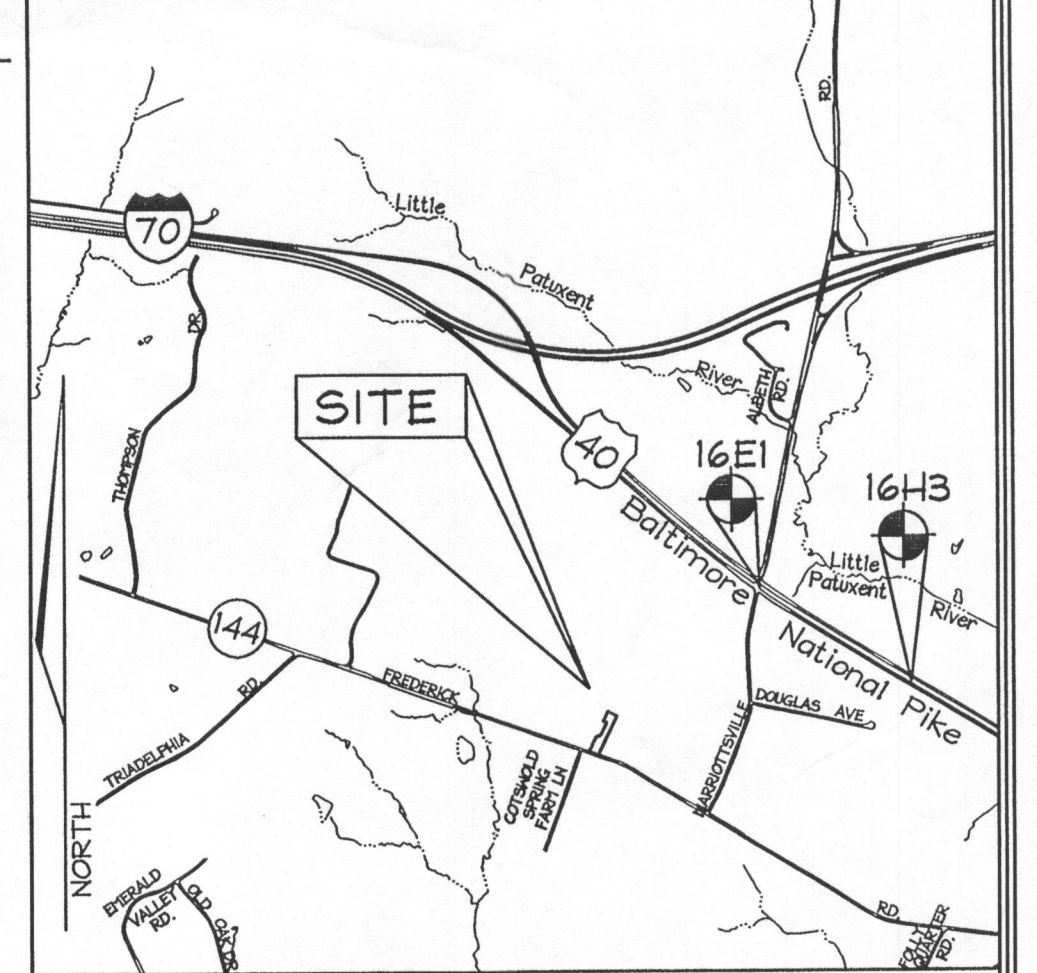 RD.
Little
70
Patuxent
DR.
River
ALBETH
RD.
SITE
40
16E1
16H3
THOMPSON
Baltimore
Little
Patuxent
River
144
National Pike
FREDERICK
RD.
DOUGLAS AVE
TRIADELPHIA
MARRIOTTSVILLE
COTSWOLD
SPRING
FARM LN
NORTH
EMERALD
VALLEY
RD.
OLD
RD.
FOLLY
QUARTER
RD.